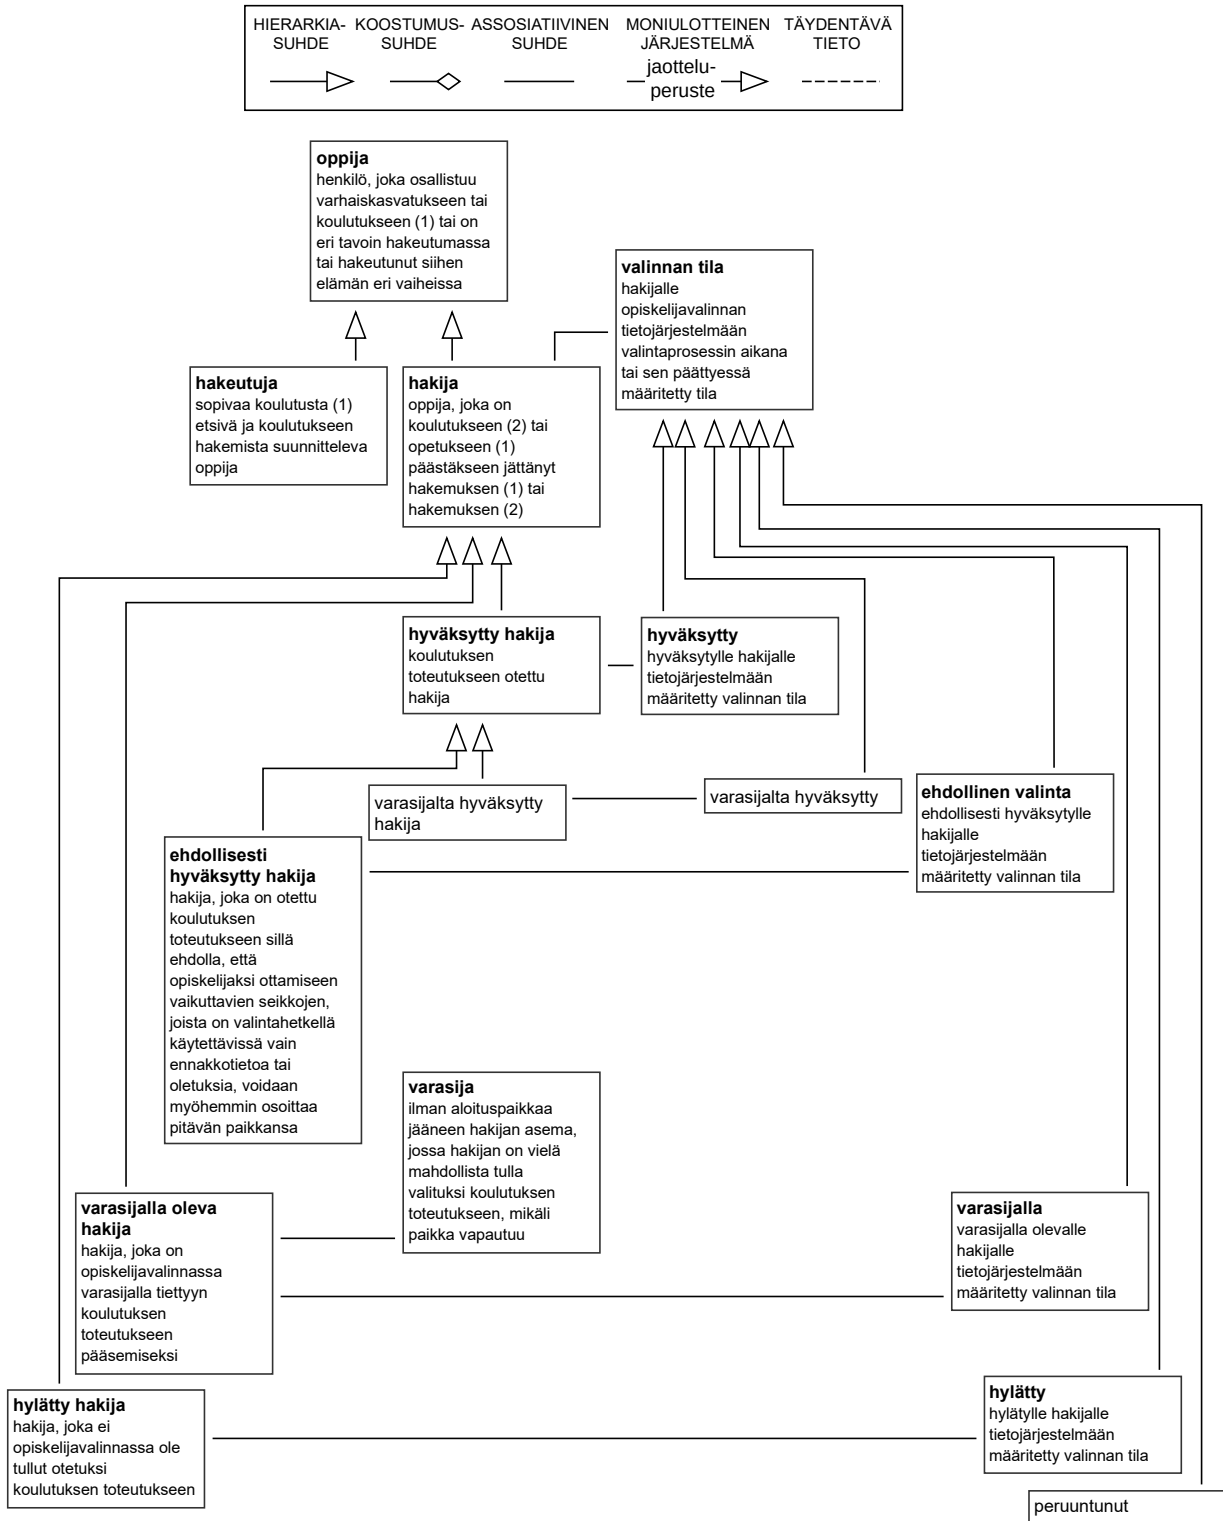 HIERARKIA-
SUHDE
KOOSTUMUS-
SUHDE
ASSOSIATIIVINEN
SUHDE
MONIULOTTEINEN
JÄRJESTELMÄ
TÄYDENTÄVÄ
TIETO
jaottelu-
peruste
oppija
henkilö, joka osallistuu
varhaiskasvatukseen tai
koulutukseen (1) tai on
eri tavoin hakeutumassa
tai hakeutunut siihen
elämän eri vaiheissa
valinnan tila
hakijalle
opiskelijavalinnan
tietojärjestelmään
valintaprosessin aikana
tai sen päättyessä
määritetty tila
hakeutuja
sopivaa koulutusta (1)
etsivä ja koulutukseen
hakemista suunnitteleva
oppija
hakija
oppija, joka on
koulutukseen (2) tai
opetukseen (1)
päästäkseen jättänyt
hakemuksen (1) tai
hakemuksen (2)
hyväksytty hakija
koulutuksen
toteutukseen otettu
hakija
hyväksytty
hyväksytylle hakijalle
tietojärjestelmään
määritetty valinnan tila
varasijalta hyväksytty
hakija
varasijalta hyväksytty
ehdollinen valinta
ehdollisesti hyväksytylle
hakijalle
tietojärjestelmään
määritetty valinnan tila
ehdollisesti
hyväksytty hakija
hakija, joka on otettu
koulutuksen
toteutukseen sillä
ehdolla, että
opiskelijaksi ottamiseen
vaikuttavien seikkojen,
joista on valintahetkellä
käytettävissä vain
ennakkotietoa tai
oletuksia, voidaan
myöhemmin osoittaa
pitävän paikkansa
varasija
ilman aloituspaikkaa
jääneen hakijan asema,
jossa hakijan on vielä
mahdollista tulla
valituksi koulutuksen
toteutukseen, mikäli
paikka vapautuu
varasijalla oleva
hakija
hakija, joka on
opiskelijavalinnassa
varasijalla tiettyyn
koulutuksen
toteutukseen
pääsemiseksi
varasijalla
varasijalla olevalle
hakijalle
tietojärjestelmään
määritetty valinnan tila
hylätty hakija
hakija, joka ei
opiskelijavalinnassa ole
tullut otetuksi
koulutuksen toteutukseen
hylätty
hylätylle hakijalle
tietojärjestelmään
määritetty valinnan tila
peruuntunut